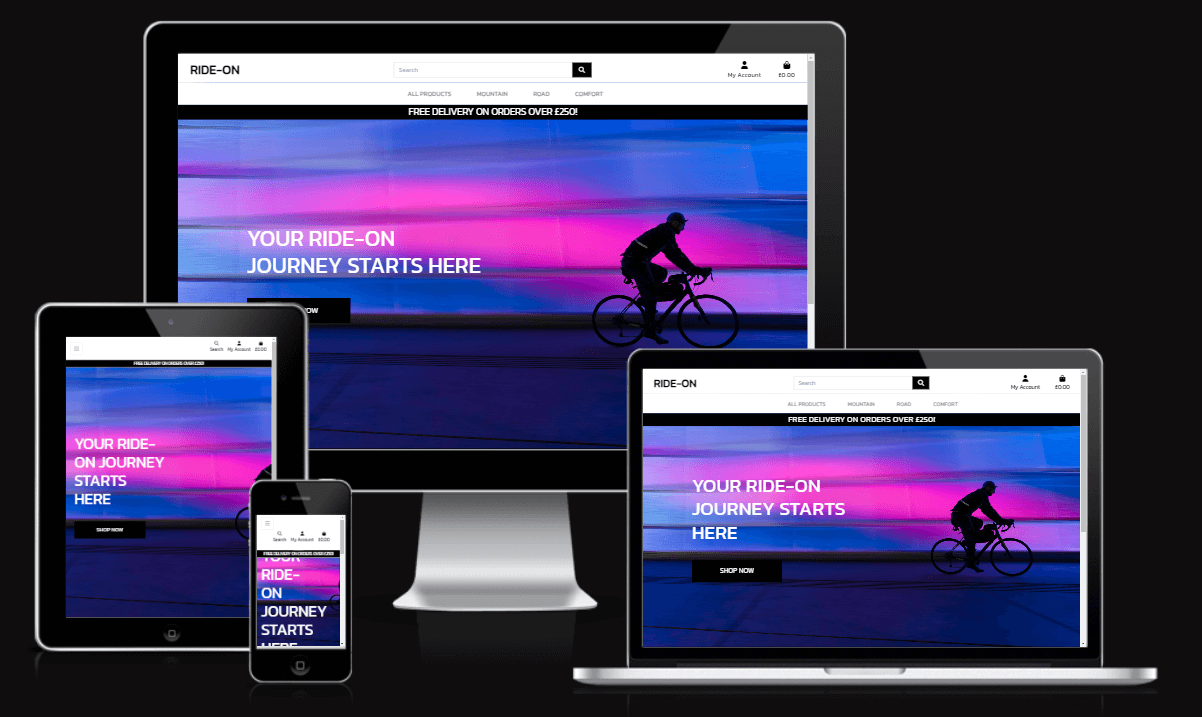 RIDE-ON
Search
My Account
£0.00
ALL PRODUCTS MOUNTAIN ROAD COMFORT
FREE DELIVERY ON ORDERS OVER £250!
YOUR RIDE-ON
JOURNEY STARTS HERE
OW
Search My Account £0.00
FREE DELIVERY ON ORDERS OVER £250!
YOUR RIDE-
ON JOURNEY
STARTS
HERE
SHOP NOW
Search My Account £0.00
FREE DELIVERY ON ORDERS OVER £250!
YOUR
RIDE-
ON
JOURNEY
STARTS
HERE
RIDE-ON
Search
My Account
£0.00
ALL PRODUCTS MOUNTAIN ROAD COMFORT
FREE DELIVERY ON ORDERS OVER £250!
YOUR RIDE-ON
JOURNEY STARTS
HERE
SHOP NOW